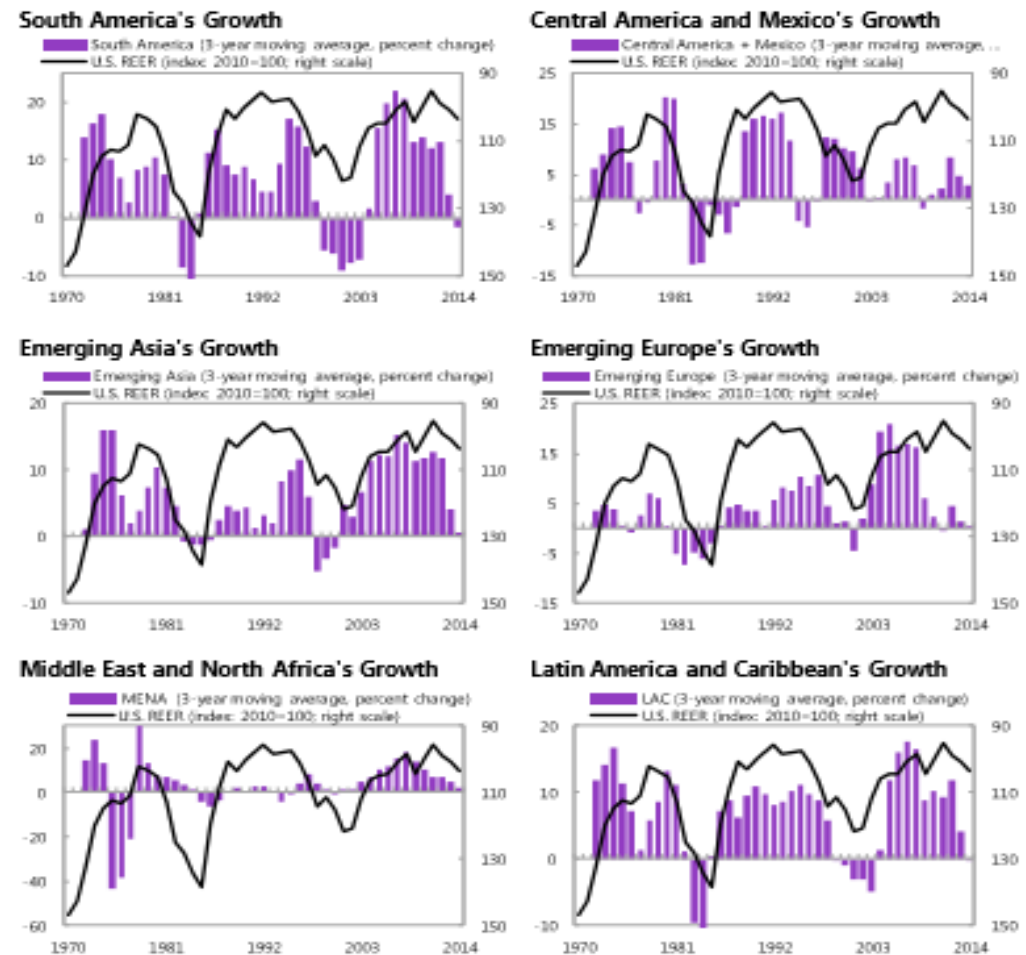 South America's Growth
South America (3-year moving average, percent change)
U.S. REER (index: 2010=100; right scale)
90
20
110
10
0
130
-10
150
1970 1981 1992 2003 2014
Central America and Mexico's Growth
Central America + Mexico (3-year moving average, ...
U.S. REER (index: 2010=100; right scale)
25 90
15
110
5
130
-5
-15 150
1970 1981 1992 2003 2014
Emerging Asia's Growth
Emerging Asia (3-year moving average, percent change)
U.S. REER (index: 2010=100; right scale)
20 90
10 110
0 130
-10 150
1970 1981 1992 2003 2014
Emerging Europe's Growth
Emerging Europe (3-year moving average, percent change)
U.S. REER (index: 2010=100; right scale)
25 90
15
110
5
130
-5
-15 150
1970 1981 1992 2003 2014
Middle East and North Africa's Growth
MENA (3-year moving average, percent change)
U.S. REER (index: 2010=100; right scale)
90
20
0 110
-20
130
-40
-60 150
1970 1981 1992 2003 2014
Latin America and Caribbean's Growth
LAC (3-year moving average, percent change)
U.S. REER (index: 2010=100; right scale)
20 90
10 110
0 130
-10 150
1970 1981 1992 2003 2014